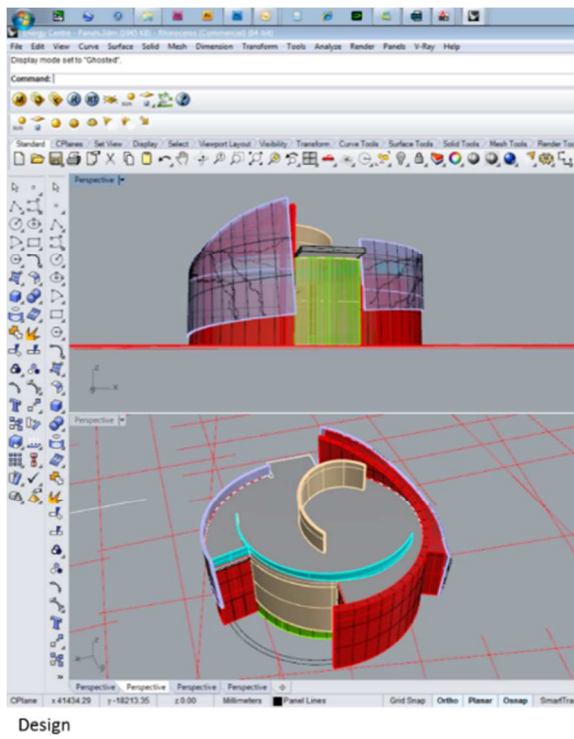 Energy Centre - Panels.3dm (1945 KB) - Rhinoceros (Commercial) (64-bit)
File Edit View Curve Surface Solid Mesh Dimension Transform Tools Analyze Render Panels V-Ray Help
Display mode set to "Ghosted".
Command:
Standard CPlanes Set View Display Select Viewport Layout Visibility Transform Curve Tools Surface Tools Solid Tools Mesh Tools Render Too
Perspective
z
x
Perspective
z
x
Perspective Perspective Perspective Perspective
CPlane x 41434.29 y -18213.35 z 0.00 Millimeters Panel Lines Grid Snap Ortho Planar Osnap SmartTra
Design